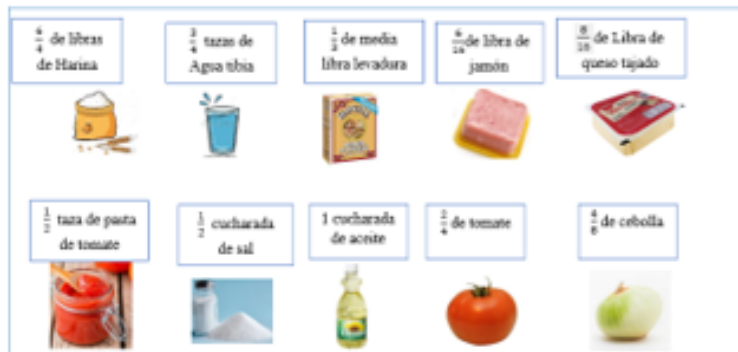 de libras
de Harina
3/4 tazas de
Agua tibia
1/2 de media
libra levadura
6/16 de libra de
jamón
8/16 de Libra de
queso tajado
1/2 taza de pasta
de tomate
1/2 cucharada
de sal
1 cucharada
de aceite
2/4 de tomate
4/8 de cebolla